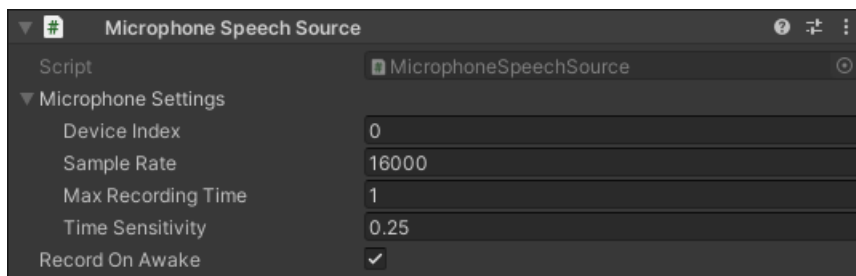 Microphone Speech Source
Script MicrophoneSpeechSource
Microphone Settings
Device Index 0
Sample Rate 16000
Max Recording Time 1
Time Sensitivity 0.25
Record On Awake